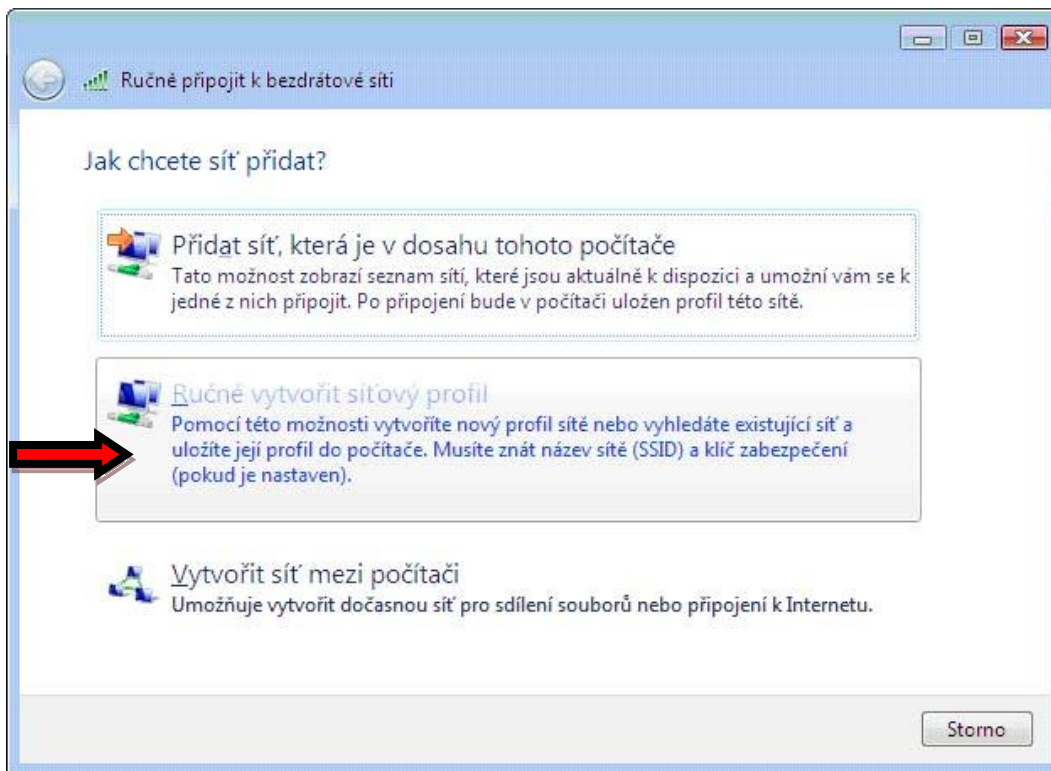 Ručně připojit k bezdrátové síti
Jak chcete síť přidat?
Přidat síť, která je v dosahu tohoto počítače
Tato možnost zobrazí seznam sítí, které jsou aktuálně k dispozici a umožní vám se k
jedné z nich připojit. Po připojení bude v počítači uložen profil této sítě.
Ručně vytvořit síťový profil
Pomocí této možnosti vytvoříte nový profil sítě nebo vyhledáte existující síť a
uložíte její profil do počítače. Musíte znát název sítě (SSID) a klíč zabezpečení
(pokud je nastaven).
Vytvořit síť mezi počítači
Umožňuje vytvořit dočasnou síť pro sdílení souborů nebo připojení k Internetu.
Storno